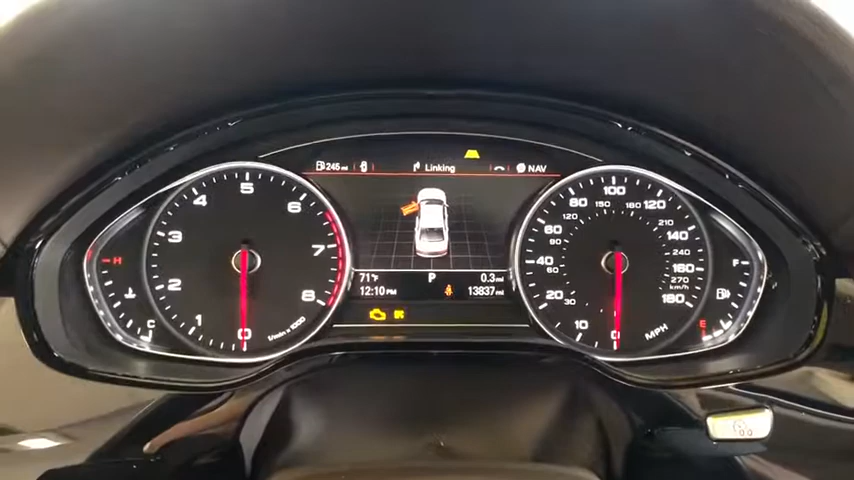 245 mi
Linking
NAV
71°F
P
0.3 mi
12:10 PM
13837 mi
0
1
2
3
4
5
6
7
8
1/min x 1000
H
C
0
10
20
40
60
80
100
120
140
160
180
30
60
90
120
150
180
210
240
270
MPH
F
E